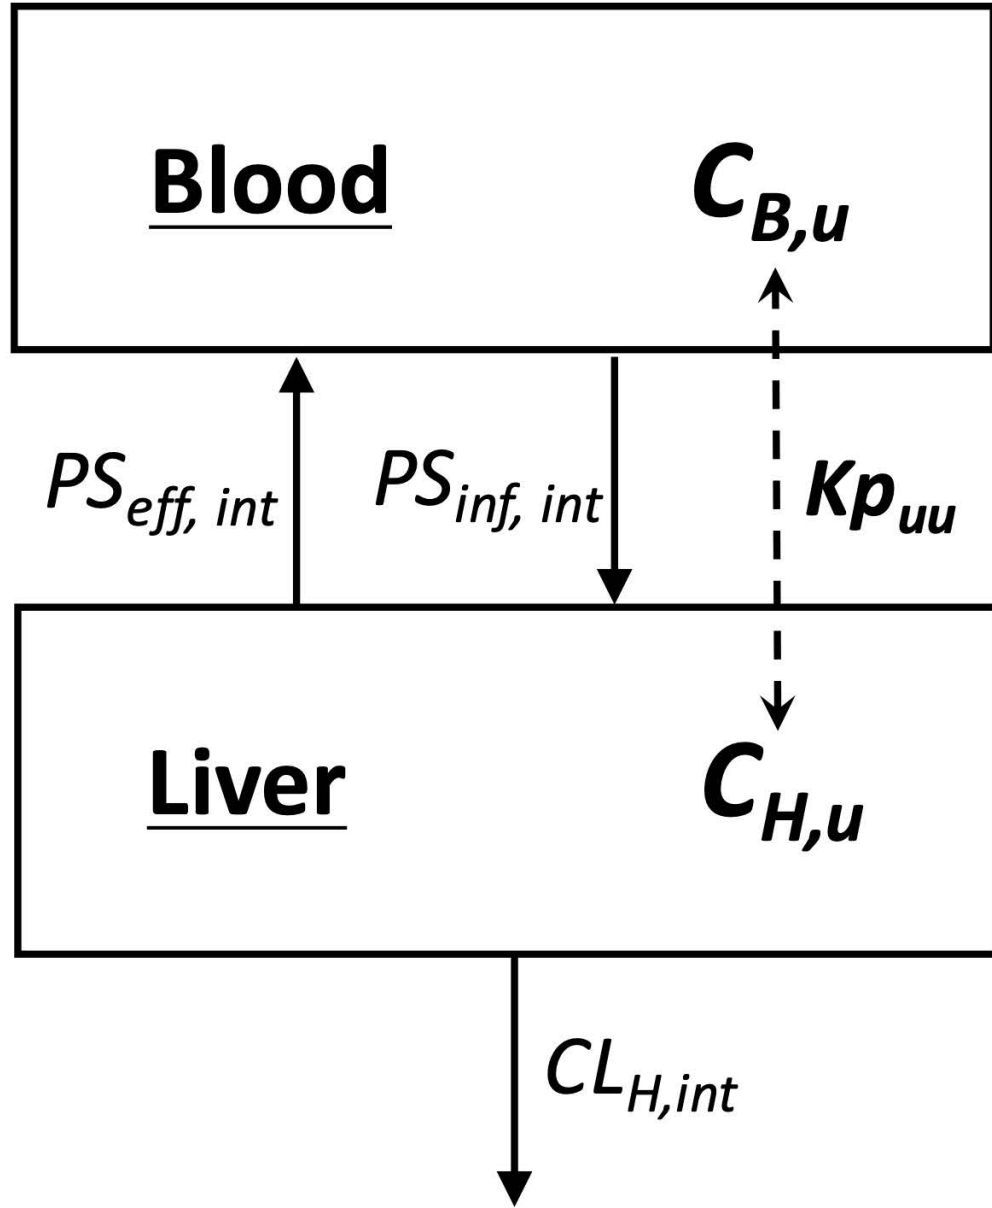 Blood C_B,u
PS_eff, int PS_inf, int Kp_uu
Liver C_H,u
CL_H,int